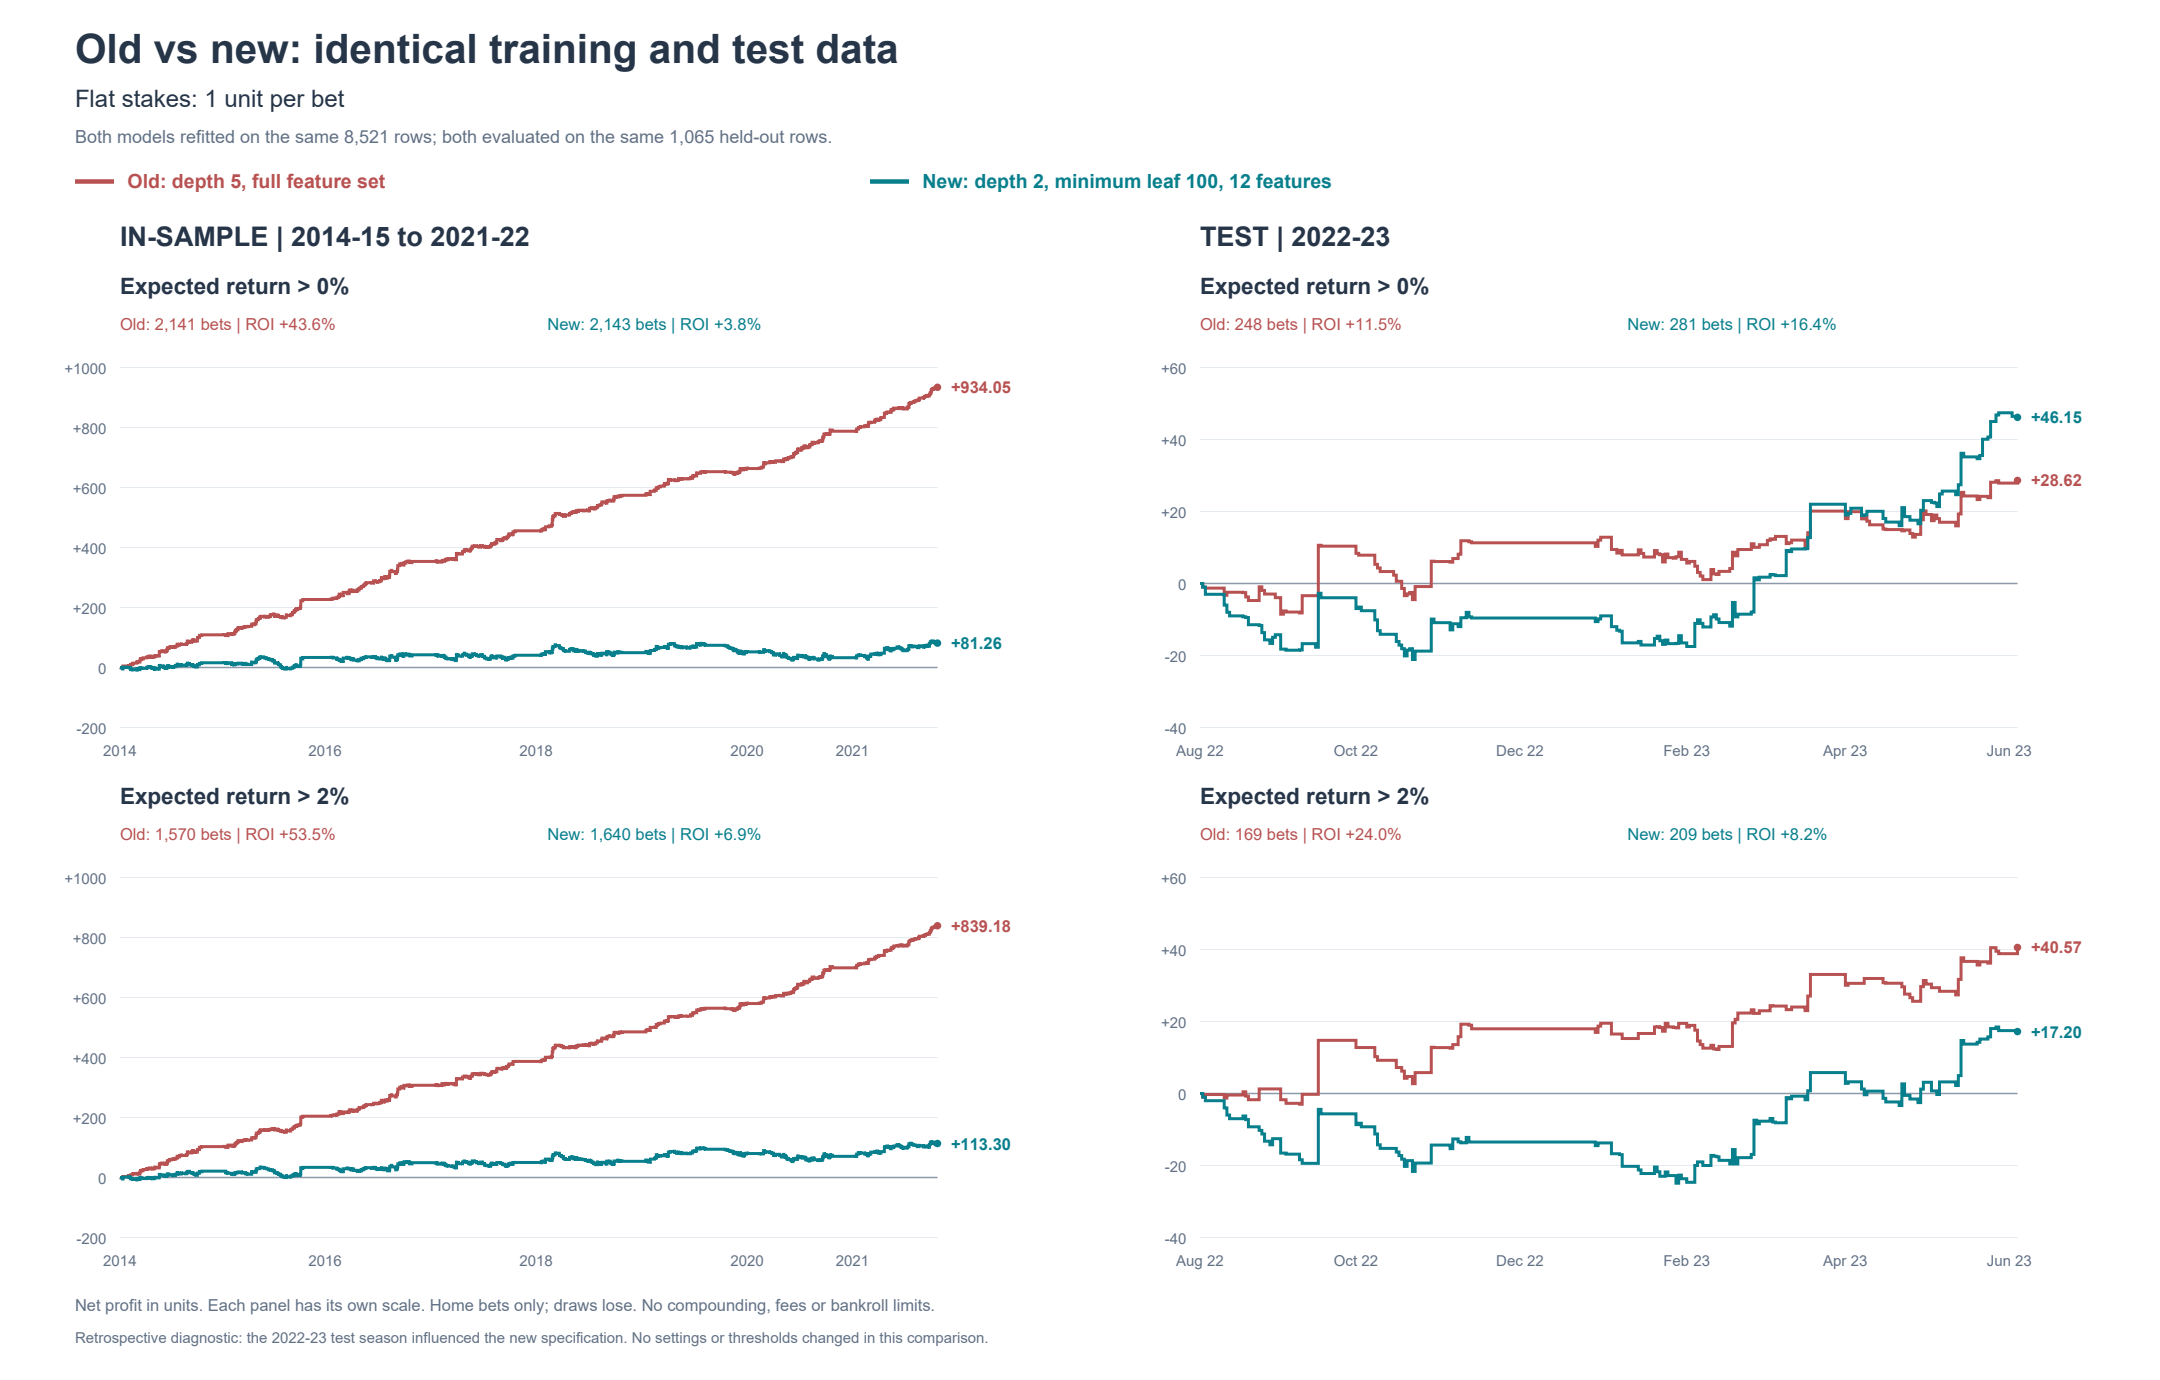 Old vs new: identical training and test data
Flat stakes: 1 unit per bet
Both models refitted on the same 8,521 rows; both evaluated on the same 1,065 held-out rows.
Old: depth 5, full feature set
New: depth 2, minimum leaf 100, 12 features
IN-SAMPLE | 2014-15 to 2021-22
Expected return > 0%
Old: 2,141 bets | ROI +43.6%
New: 2,143 bets | ROI +3.8%
+1000
+800
+600
+400
+200
0
-200
+934.05
+81.26
2014
2016
2018
2020
2021
TEST | 2022-23
Expected return > 0%
Old: 248 bets | ROI +11.5%
New: 281 bets | ROI +16.4%
+60
+40
+20
0
-20
-40
+46.15
+28.62
Aug 22
Oct 22
Dec 22
Feb 23
Apr 23
Jun 23
Expected return > 2%
Old: 1,570 bets | ROI +53.5%
New: 1,640 bets | ROI +6.9%
+1000
+800
+600
+400
+200
0
-200
+839.18
+113.30
2014
2016
2018
2020
2021
Expected return > 2%
Old: 169 bets | ROI +24.0%
New: 209 bets | ROI +8.2%
+60
+40
+20
0
-20
-40
+40.57
+17.20
Aug 22
Oct 22
Dec 22
Feb 23
Apr 23
Jun 23
Net profit in units. Each panel has its own scale. Home bets only; draws lose. No compounding, fees or bankroll limits.
Retrospective diagnostic: the 2022-23 test season influenced the new specification. No settings or thresholds changed in this comparison.